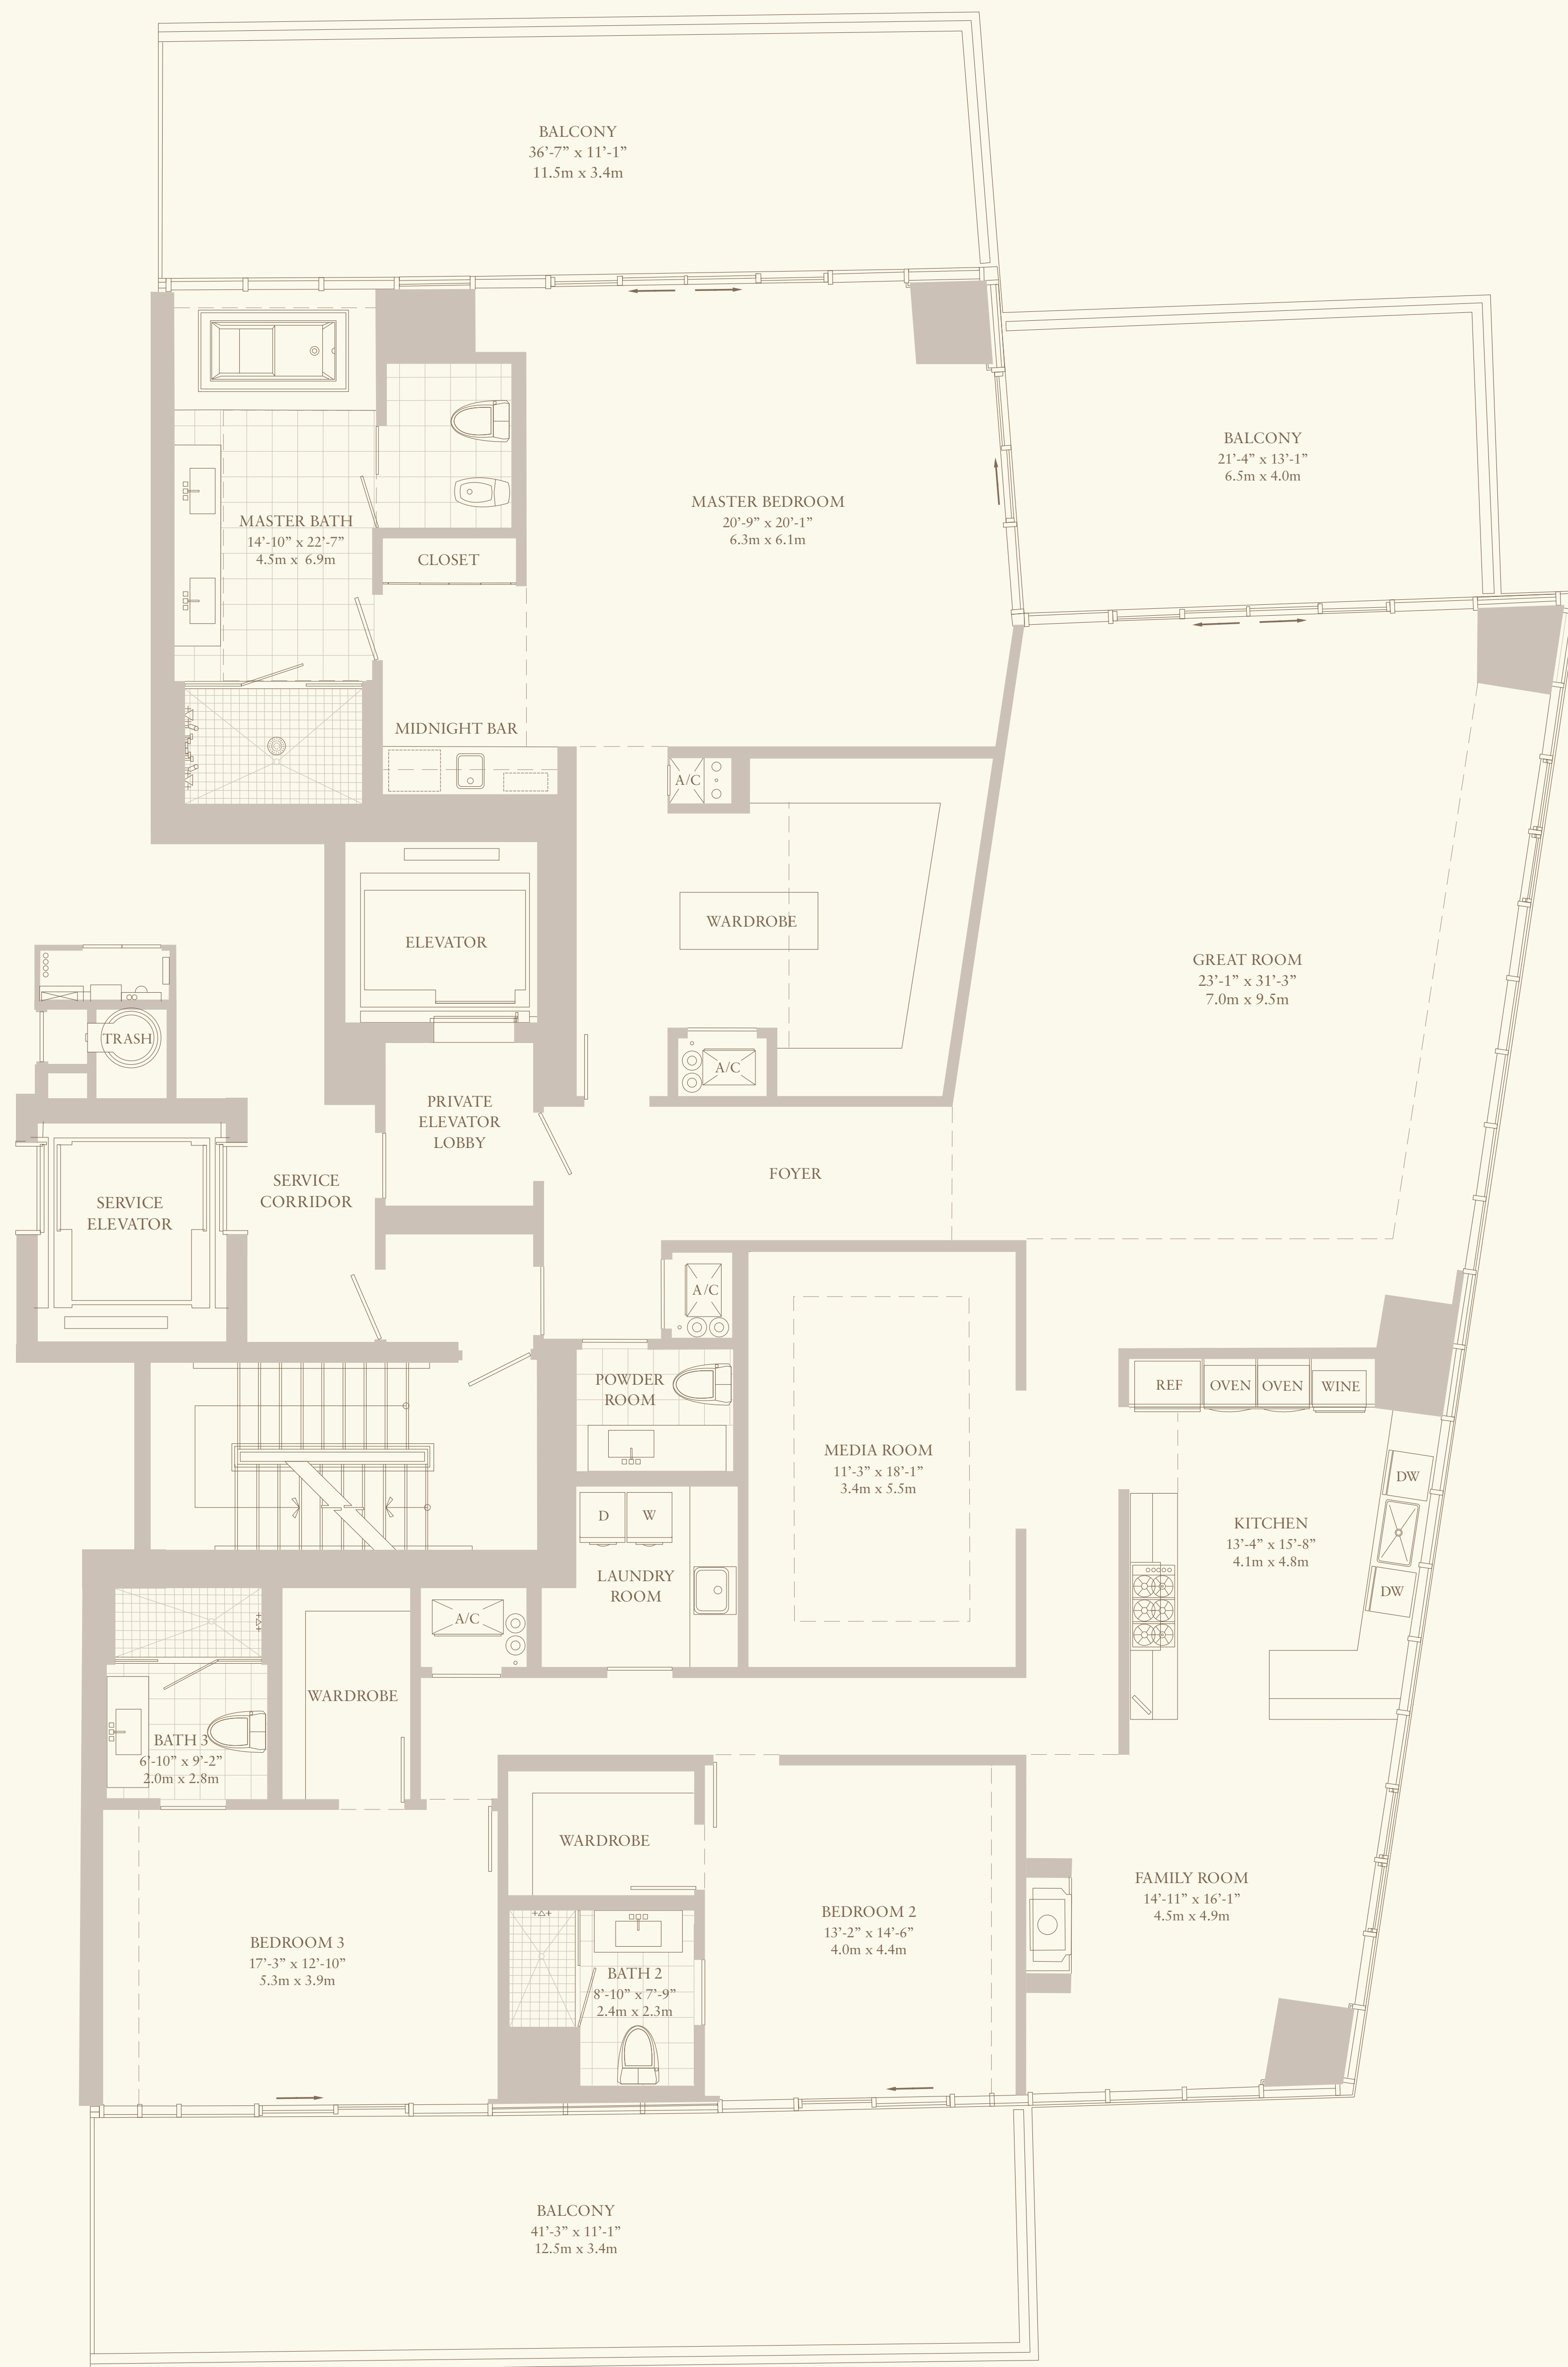 BALCONY
36’-7” x 11’-1”
11.5m x 3.4m
BALCONY
21’-4” x 13’-1”
6.5m x 4.0m
MASTER BEDROOM
20’-9” x 20’-1”
6.3m x 6.1m
MASTER BATH
14’-10” x 22’-7”
4.5m x 6.9m
CLOSET
MIDNIGHT BAR
A/C
WARDROBE
ELEVATOR
GREAT ROOM
23’-1” x 31’-3”
7.0m x 9.5m
TRASH
A/C
PRIVATE
ELEVATOR
LOBBY
FOYER
SERVICE
CORRIDOR
SERVICE
ELEVATOR
A/C
POWDER
ROOM
REF
OVEN
OVEN
WINE
MEDIA ROOM
11’-3” x 18’-1”
3.4m x 5.5m
DW
D
W
KITCHEN
13’-4” x 15’-8”
4.1m x 4.8m
LAUNDRY
ROOM
DW
A/C
WARDROBE
BATH 3
6’-10” x 9’-2”
2.0m x 2.8m
WARDROBE
FAMILY ROOM
14’-11” x 16’-1”
4.5m x 4.9m
BEDROOM 2
13’-2” x 14’-6”
4.0m x 4.4m
BEDROOM 3
17’-3” x 12’-10”
5.3m x 3.9m
BATH 2
8’-10” x 7’-9”
2.4m x 2.3m
BALCONY
41’-3” x 11’-1”
12.5m x 3.4m